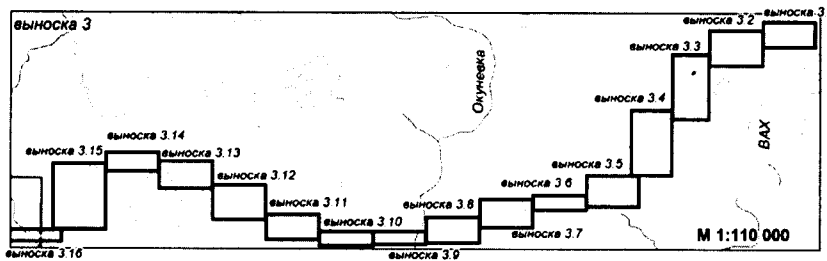 выноска 3
выноска 3
выноска 3.2
выноска 3.3
выноска 3.4
выноска 3.5
выноска 3.6
выноска 3.7
выноска 3.8
выноска 3.9
выноска 3.10
выноска 3.11
выноска 3.12
выноска 3.13
выноска 3.14
выноска 3.15
выноска 3.16
Окуневка
ВАХ
М 1:110 000